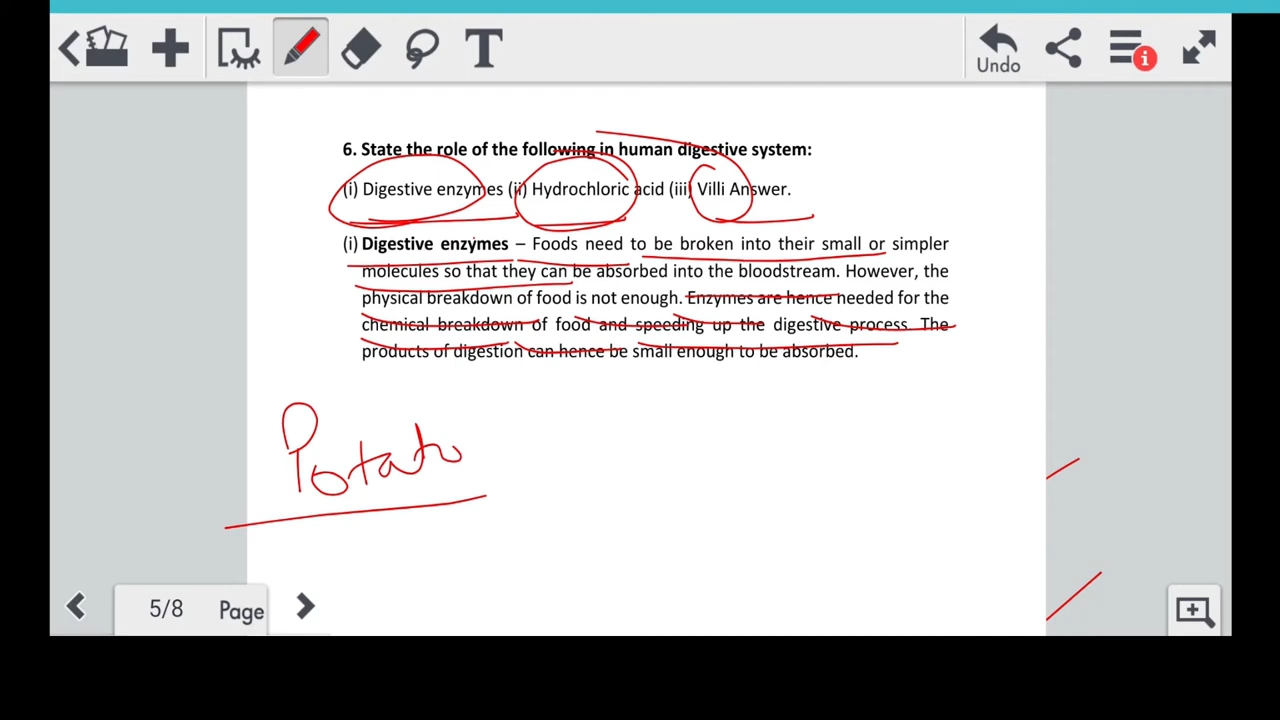 Undo
6. State the role of the following in human digestive system:
(i) Digestive enzymes (ii) Hydrochloric acid (iii) Villi Answer.
(i) Digestive enzymes – Foods need to be broken into their small or simpler
molecules so that they can be absorbed into the bloodstream. However, the
physical breakdown of food is not enough. Enzymes are hence needed for the
chemical breakdown of food and speeding up the digestive process. The
products of digestion can hence be small enough to be absorbed.
Potato
5/8 Page